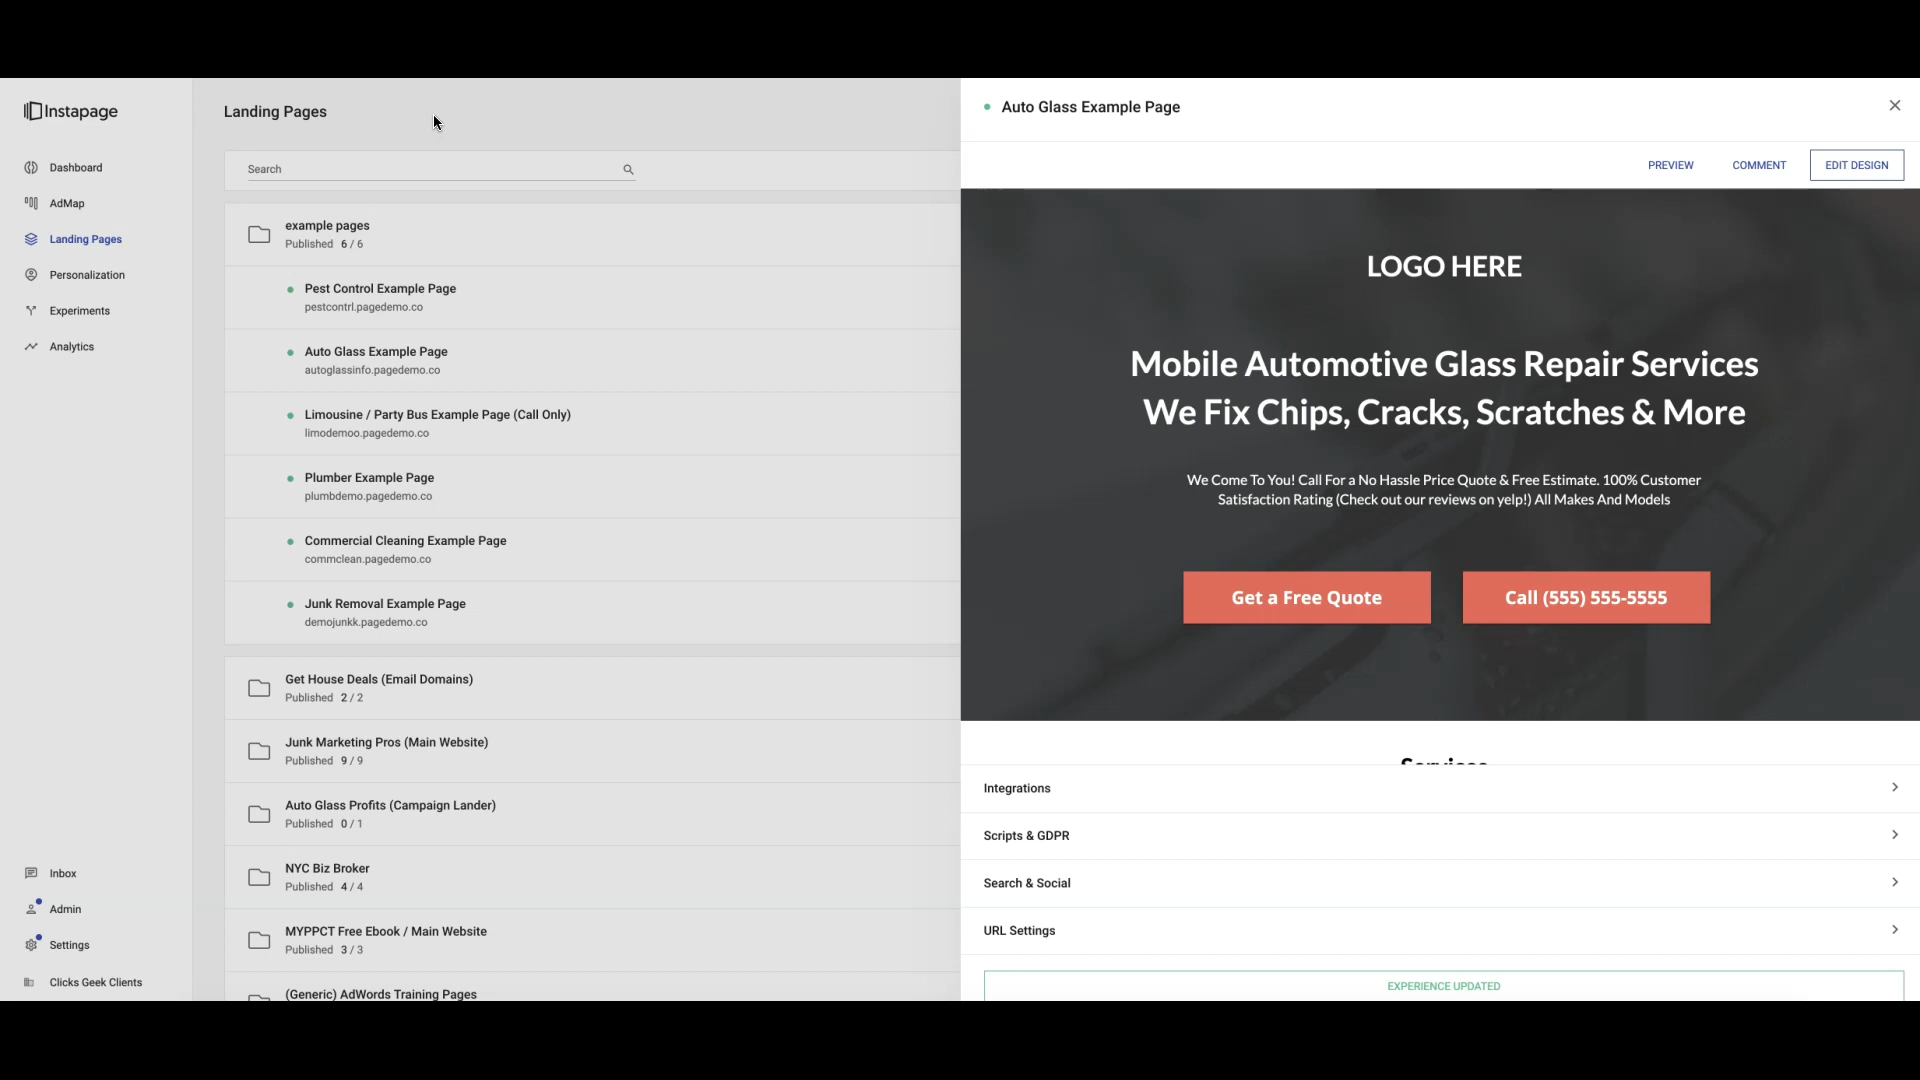 Instapage
Dashboard
AdMap
Landing Pages
Personalization
Experiments
Analytics
Inbox
Admin
Settings
Clicks Geek Clients
Landing Pages
Search
example pages
Published 6 / 6
Pest Control Example Page
pestcontrl.pagedemo.co
Auto Glass Example Page
autoglassinfo.pagedemo.co
Limousine / Party Bus Example Page (Call Only)
limodemoo.pagedemo.co
Plumber Example Page
plumbdemo.pagedemo.co
Commercial Cleaning Example Page
commclean.pagedemo.co
Junk Removal Example Page
demojunkk.pagedemo.co
Get House Deals (Email Domains)
Published 2 / 2
Junk Marketing Pros (Main Website)
Published 9 / 9
Auto Glass Profits (Campaign Lander)
Published 0 / 1
NYC Biz Broker
Published 4 / 4
MYPPCT Free Ebook / Main Website
Published 3 / 3
(Generic) AdWords Training Pages
Auto Glass Example Page
PREVIEW COMMENT EDIT DESIGN
LOGO HERE
Mobile Automotive Glass Repair Services
We Fix Chips, Cracks, Scratches & More
We Come To You! Call For a No Hassle Price Quote & Free Estimate. 100% Customer
Satisfaction Rating (Check out our reviews on yelp!) All Makes And Models
Get a Free Quote
Call (555) 555-5555
Services
Integrations
Scripts & GDPR
Search & Social
URL Settings
EXPERIENCE UPDATED